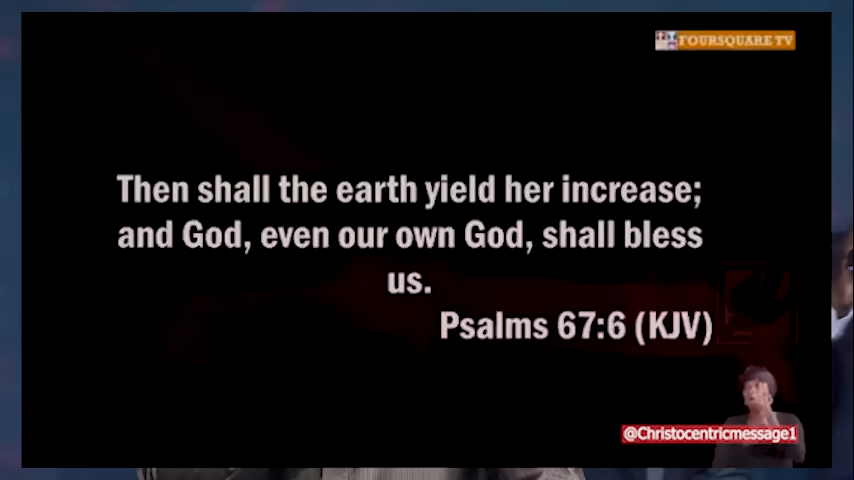 FOURSQUARE TV
Then shall the earth yield her increase;
and God, even our own God, shall bless
us.
Psalms 67:6 (KJV)
@Christocentricmessage1